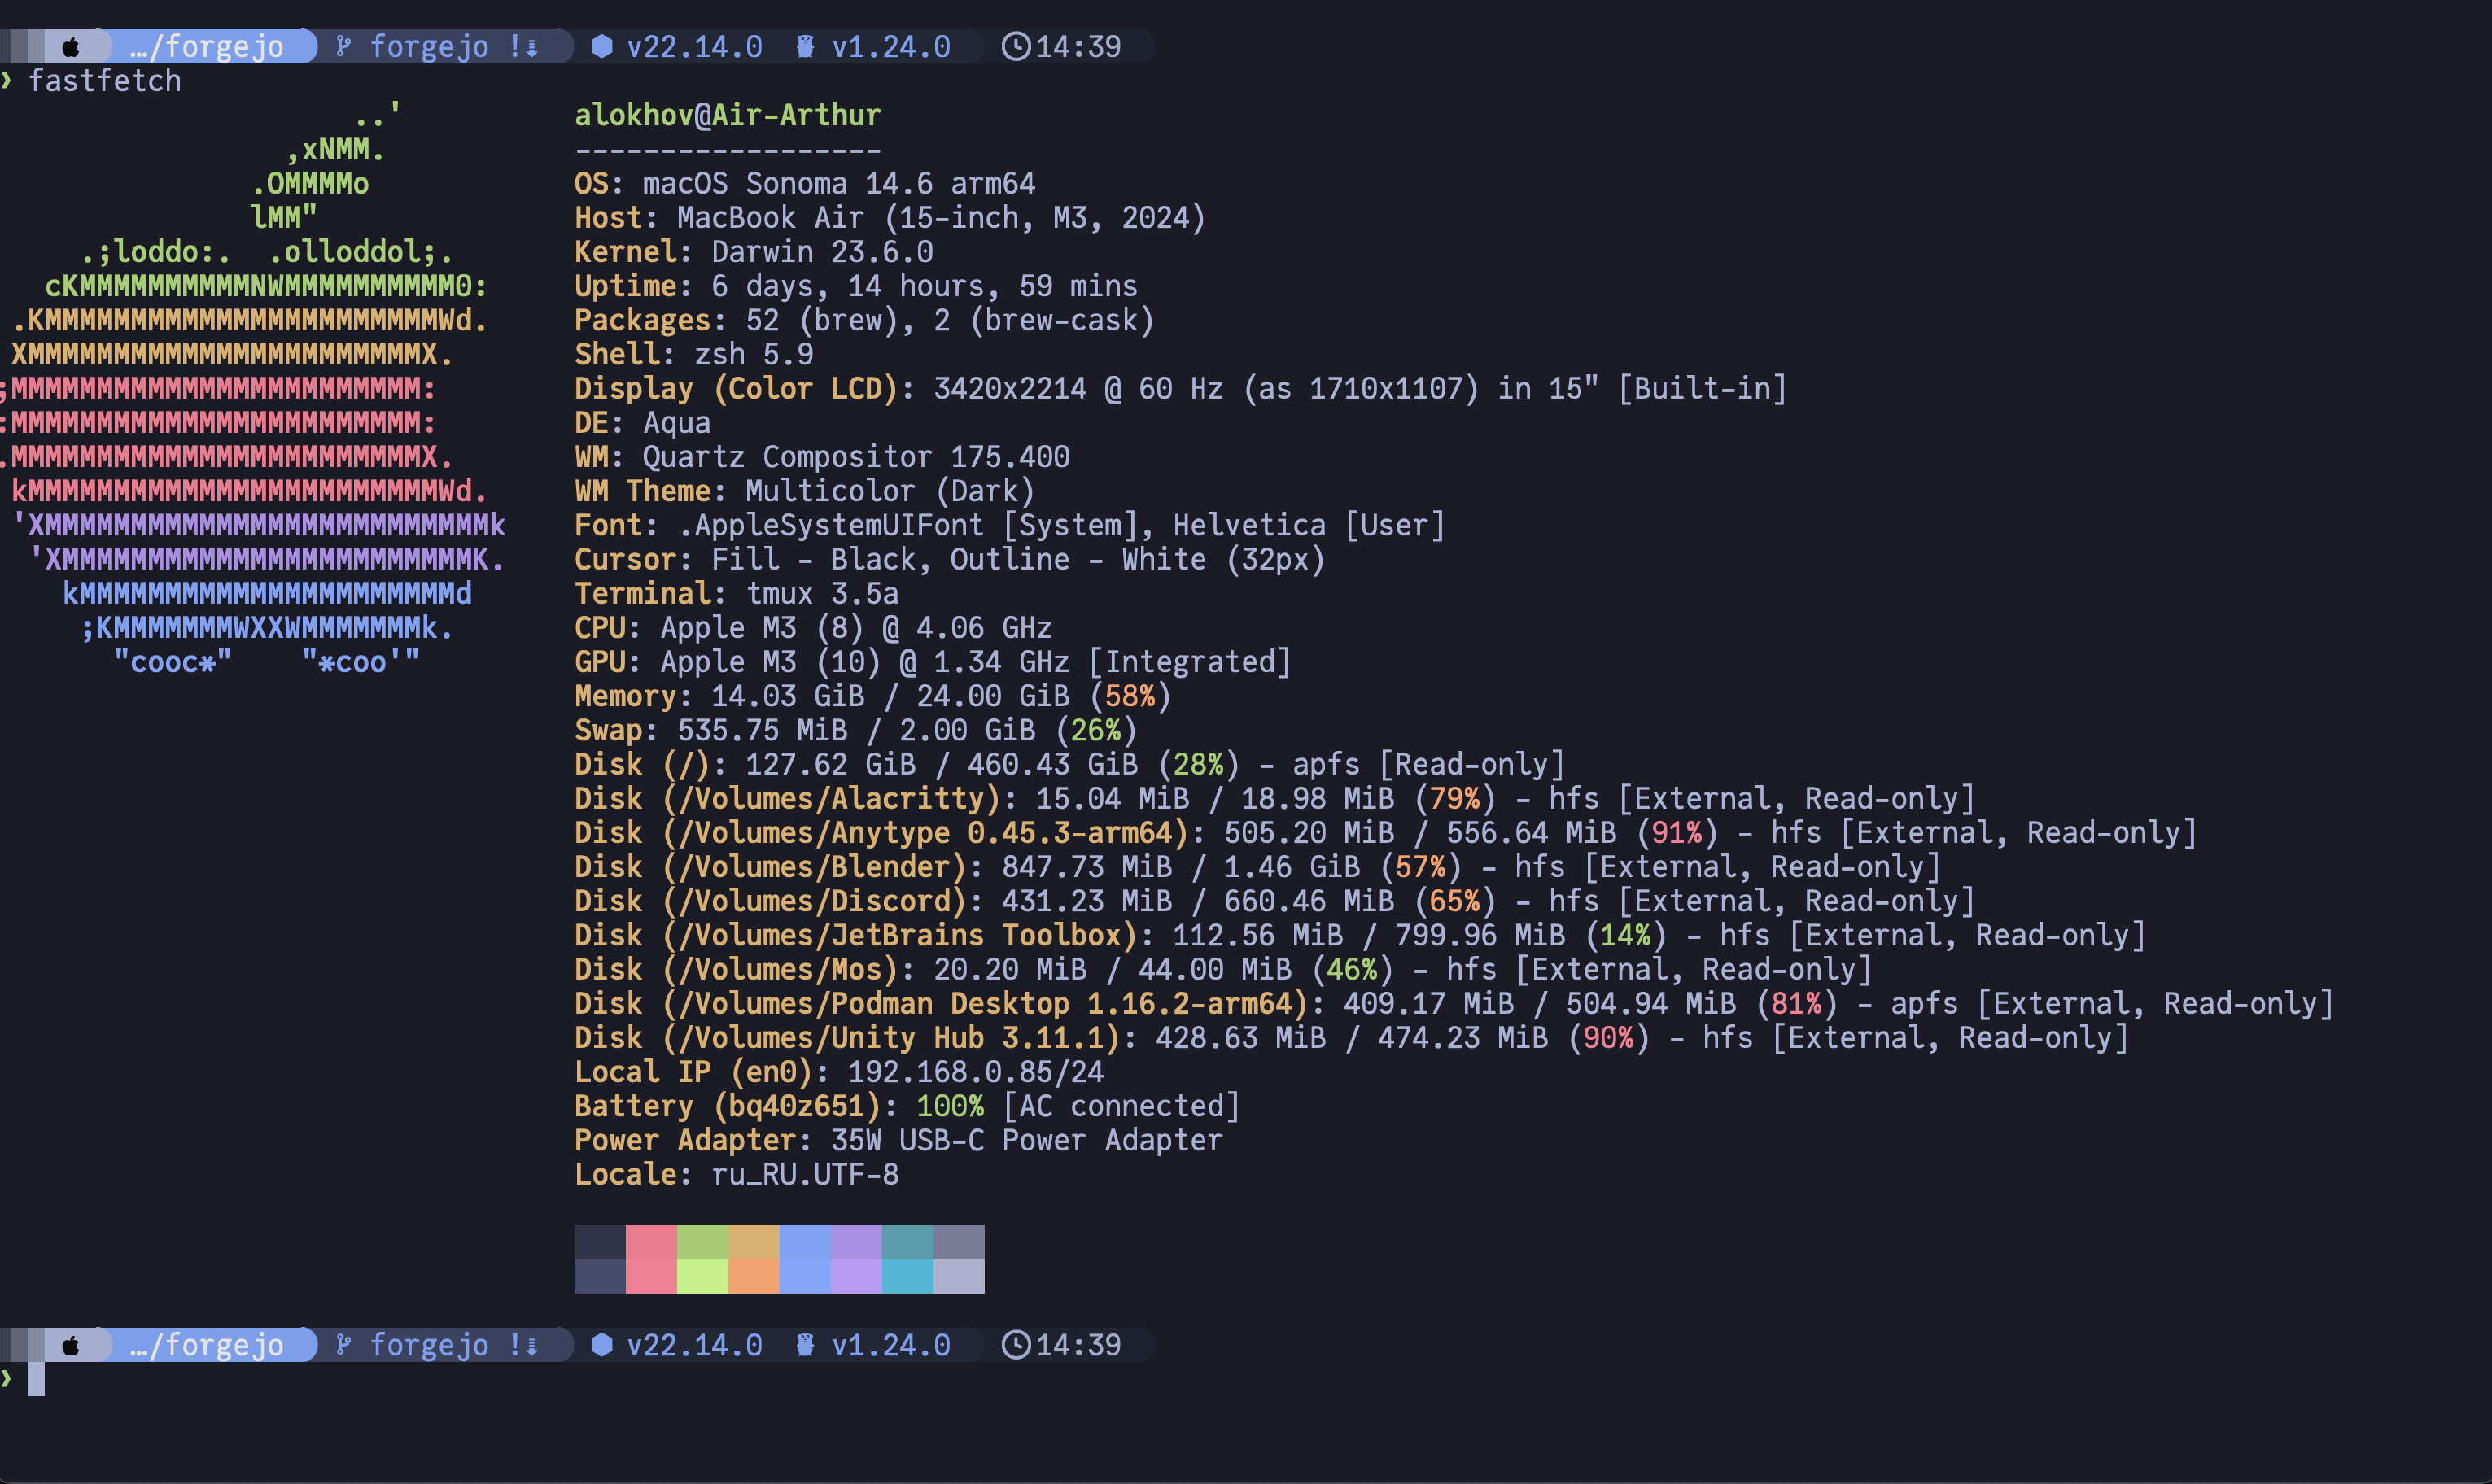 …/forgejo forgejo !⇣ v22.14.0 v1.24.0 14:39
❯ fastfetch
..'
,xNMM.
.OMMMMo
lMM"
.;loddo:.  .olloddol;.
cKMMMMMMMMMMNWMMMMMMMMMM0:
.KMMMMMMMMMMMMMMMMMMMMMMMWd.
XMMMMMMMMMMMMMMMMMMMMMMMX.
;MMMMMMMMMMMMMMMMMMMMMMMM:
:MMMMMMMMMMMMMMMMMMMMMMMM:
.MMMMMMMMMMMMMMMMMMMMMMMMX.
kMMMMMMMMMMMMMMMMMMMMMMMMWd.
'XMMMMMMMMMMMMMMMMMMMMMMMMMMk
'XMMMMMMMMMMMMMMMMMMMMMMMMK.
kMMMMMMMMMMMMMMMMMMMMMMd
;KMMMMMMMWXXWMMMMMMMk.
"cooc*"    "*coo'"
alokhov@Air-Arthur
------------------
OS: macOS Sonoma 14.6 arm64
Host: MacBook Air (15-inch, M3, 2024)
Kernel: Darwin 23.6.0
Uptime: 6 days, 14 hours, 59 mins
Packages: 52 (brew), 2 (brew-cask)
Shell: zsh 5.9
Display (Color LCD): 3420x2214 @ 60 Hz (as 1710x1107) in 15" [Built-in]
DE: Aqua
WM: Quartz Compositor 175.400
WM Theme: Multicolor (Dark)
Font: .AppleSystemUIFont [System], Helvetica [User]
Cursor: Fill - Black, Outline - White (32px)
Terminal: tmux 3.5a
CPU: Apple M3 (8) @ 4.06 GHz
GPU: Apple M3 (10) @ 1.34 GHz [Integrated]
Memory: 14.03 GiB / 24.00 GiB (58%)
Swap: 535.75 MiB / 2.00 GiB (26%)
Disk (/): 127.62 GiB / 460.43 GiB (28%) - apfs [Read-only]
Disk (/Volumes/Alacritty): 15.04 MiB / 18.98 MiB (79%) - hfs [External, Read-only]
Disk (/Volumes/Anytype 0.45.3-arm64): 505.20 MiB / 556.64 MiB (91%) - hfs [External, Read-only]
Disk (/Volumes/Blender): 847.73 MiB / 1.46 GiB (57%) - hfs [External, Read-only]
Disk (/Volumes/Discord): 431.23 MiB / 660.46 MiB (65%) - hfs [External, Read-only]
Disk (/Volumes/JetBrains Toolbox): 112.56 MiB / 799.96 MiB (14%) - hfs [External, Read-only]
Disk (/Volumes/Mos): 20.20 MiB / 44.00 MiB (46%) - hfs [External, Read-only]
Disk (/Volumes/Podman Desktop 1.16.2-arm64): 409.17 MiB / 504.94 MiB (81%) - apfs [External, Read-only]
Disk (/Volumes/Unity Hub 3.11.1): 428.63 MiB / 474.23 MiB (90%) - hfs [External, Read-only]
Local IP (en0): 192.168.0.85/24
Battery (bq40z651): 100% [AC connected]
Power Adapter: 35W USB-C Power Adapter
Locale: ru_RU.UTF-8
…/forgejo forgejo !⇣ v22.14.0 v1.24.0 14:39
❯